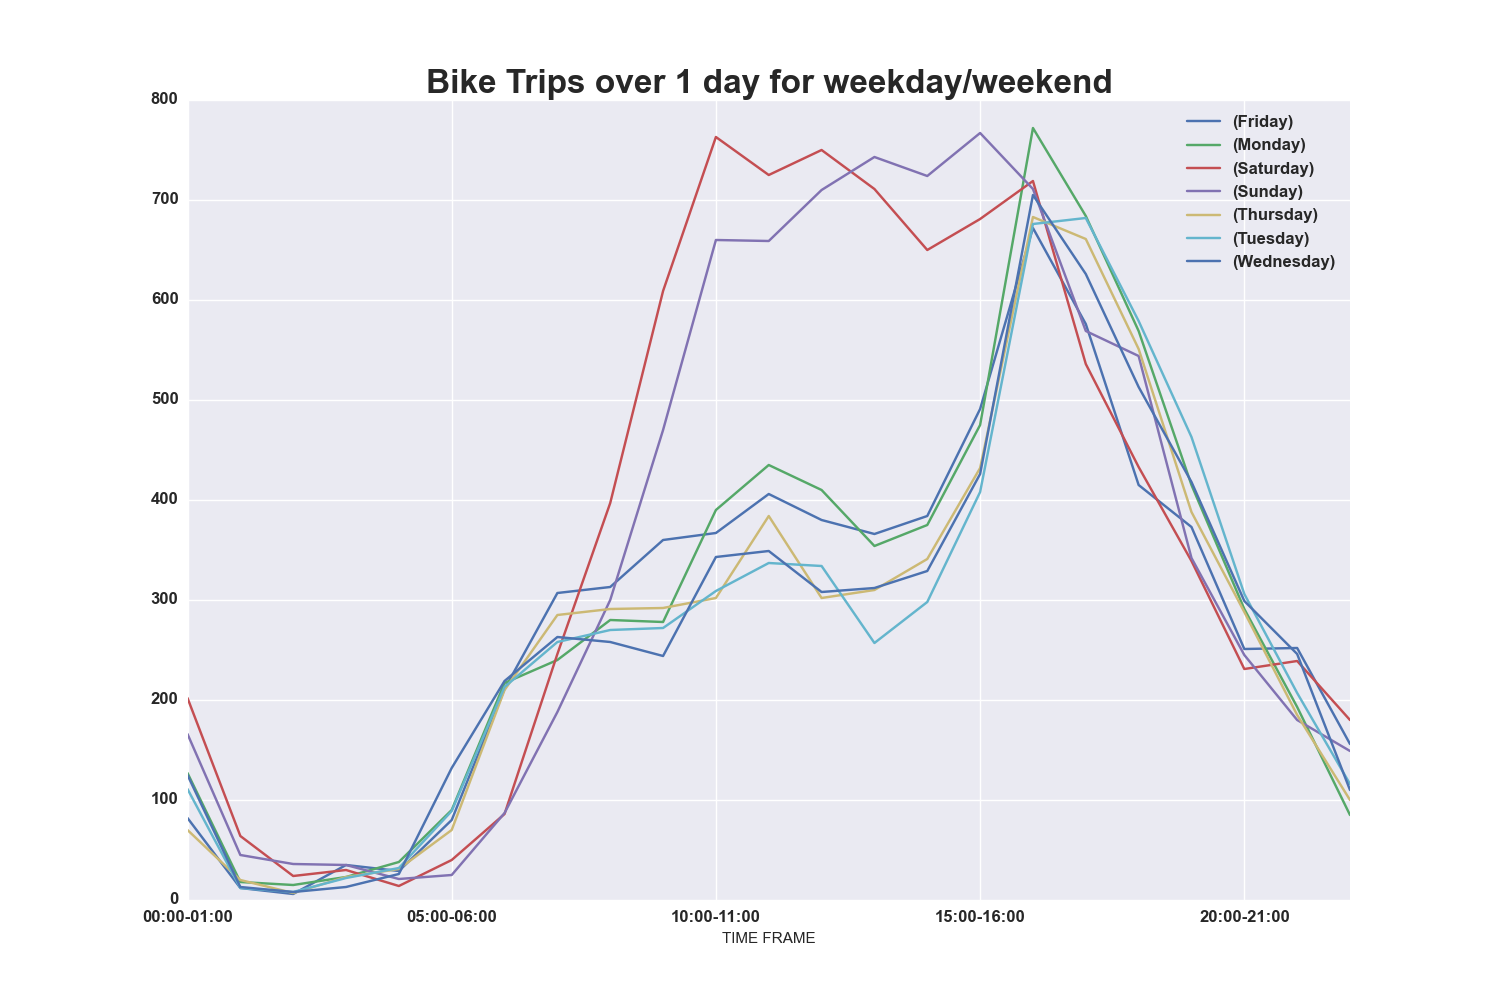 Bike Trips over 1 day for weekday/weekend
800
700
600
500
400
300
200
100
0
(Friday)
(Monday)
(Saturday)
(Sunday)
(Thursday)
(Tuesday)
(Wednesday)
00:00-01:00 05:00-06:00 10:00-11:00 15:00-16:00 20:00-21:00
TIME FRAME